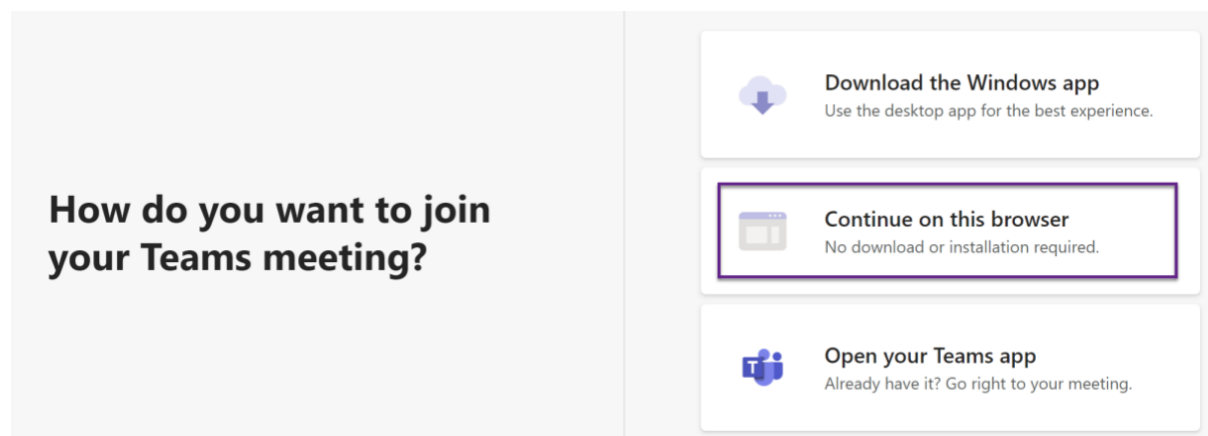 How do you want to join
your Teams meeting?
Download the Windows app
Use the desktop app for the best experience.
Continue on this browser
No download or installation required.
T
Open your Teams app
Already have it? Go right to your meeting.